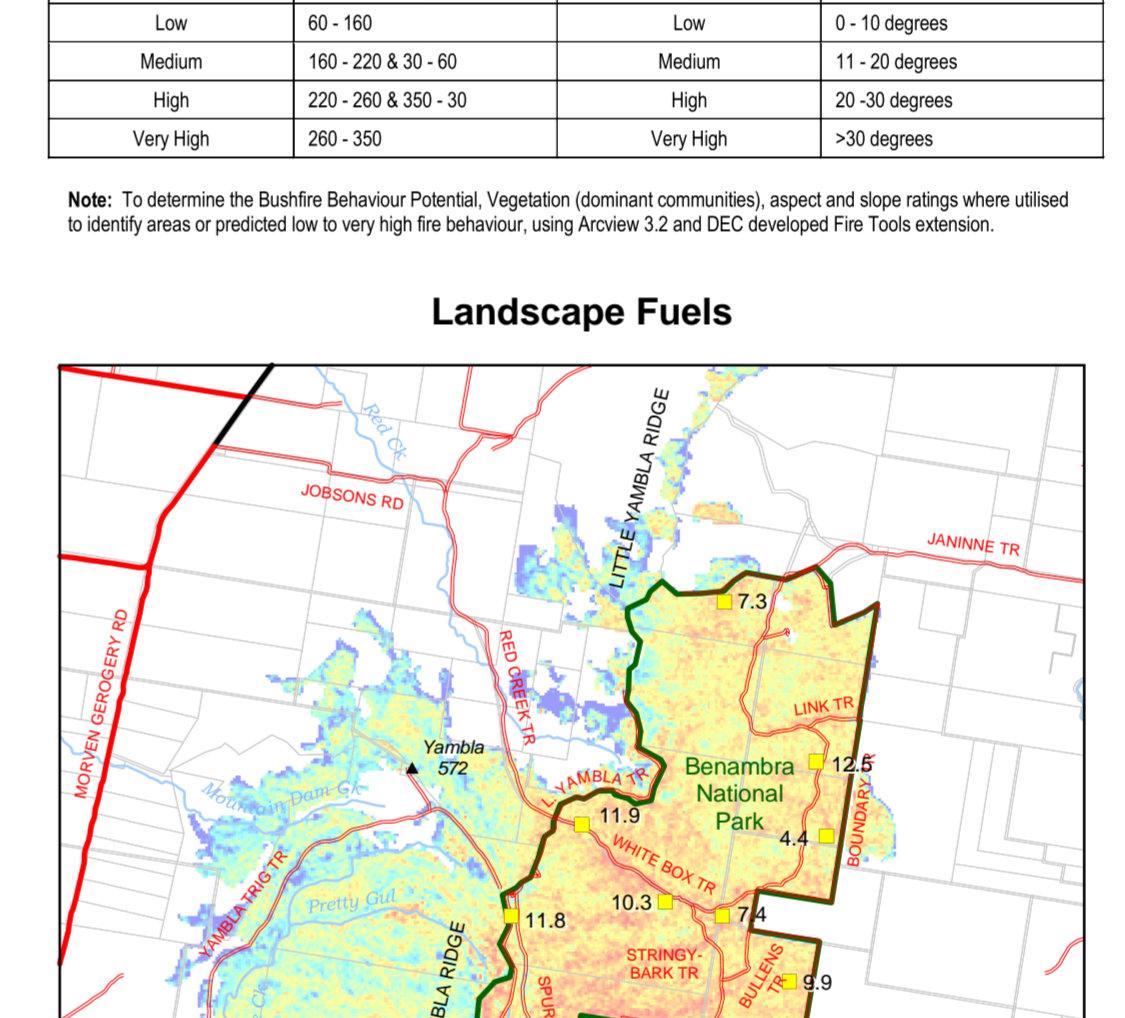 Low 60 - 160 Low 0 - 10 degrees
Medium 160 - 220 & 30 - 60 Medium 11 - 20 degrees
High 220 - 260 & 350 - 30 High 20 -30 degrees
Very High 260 - 350 Very High >30 degrees
Note: To determine the Bushfire Behaviour Potential, Vegetation (dominant communities), aspect and slope ratings where utilised
to identify areas or predicted low to very high fire behaviour, using Arcview 3.2 and DEC developed Fire Tools extension.
Landscape Fuels
Red Ck
LITTLE YAMBLA RIDGE
JOBSONS RD
JANINNE TR
7.3
MORVEN GEROGERY RD
RED CREEK TR
LINK TR
Yambla
572
L. YAMBLA TR
Benambra
National
Park
12.5
BOUNDARY R
Mountain Dam Ck
11.9
4.4
WHITE BOX TR
YAMBLA TRIG TR
Pretty Gul
10.3
7.4
11.8
STRINGY-
BARK TR
BULLENS
TR
9.9
BLA RIDGE
SPUR